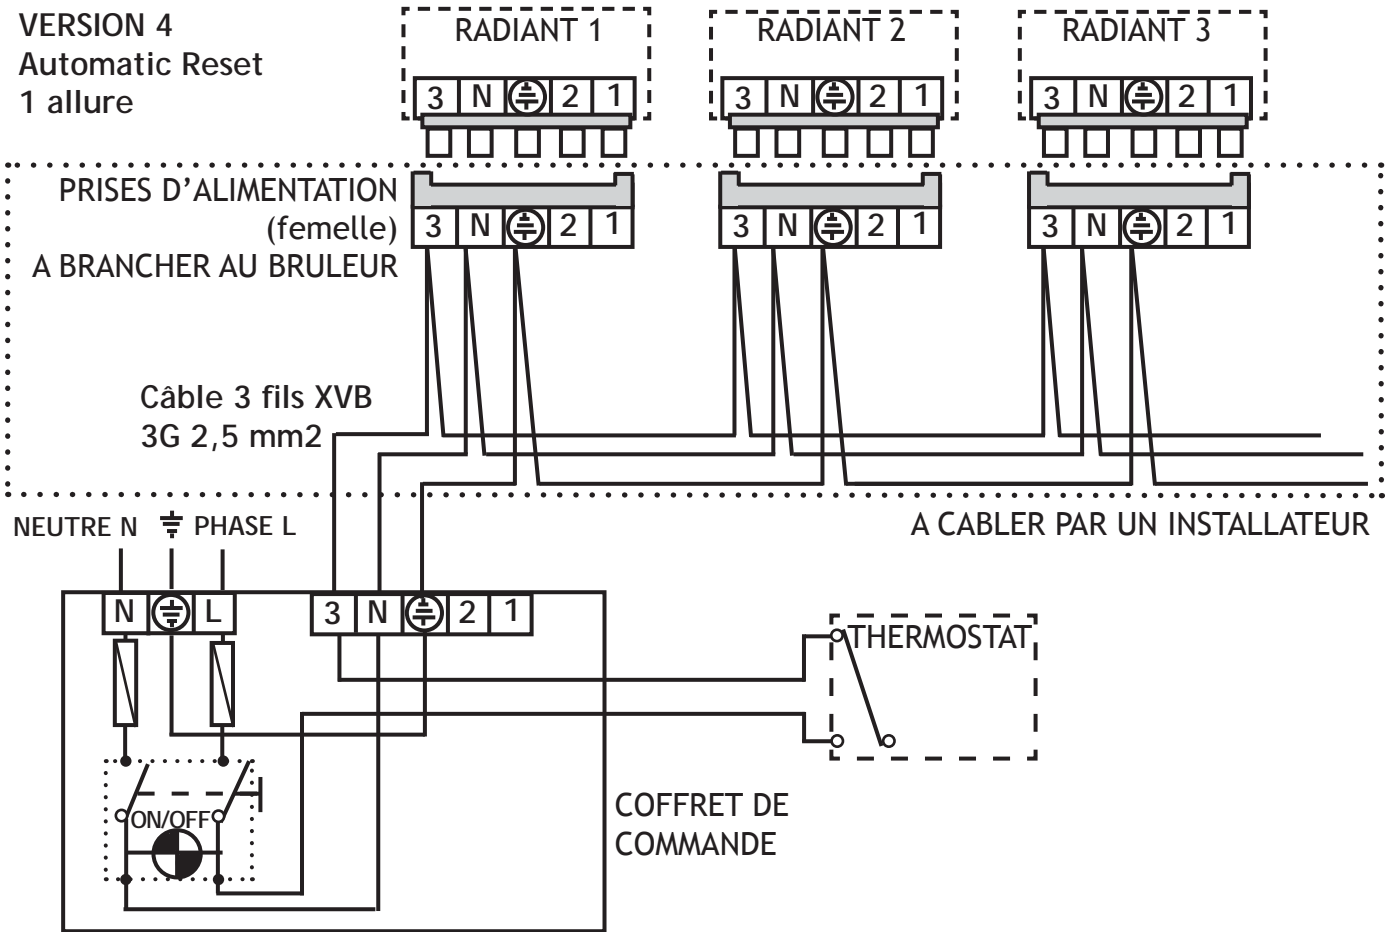 VERSION 4
Automatic Reset
1 allure
RADIANT 1
RADIANT 2
RADIANT 3
3 N 2 1
3 N 2 1
3 N 2 1
PRISES D'ALIMENTATION
(femelle)
A BRANCHER AU BRULEUR
3 N 2 1
3 N 2 1
3 N 2 1
Câble 3 fils XVB
3G 2,5 mm2
A CABLER PAR UN INSTALLATEUR
NEUTRE N
PHASE L
N L
3 N 2 1
THERMOSTAT
ON/OFF
COFFRET DE
COMMANDE